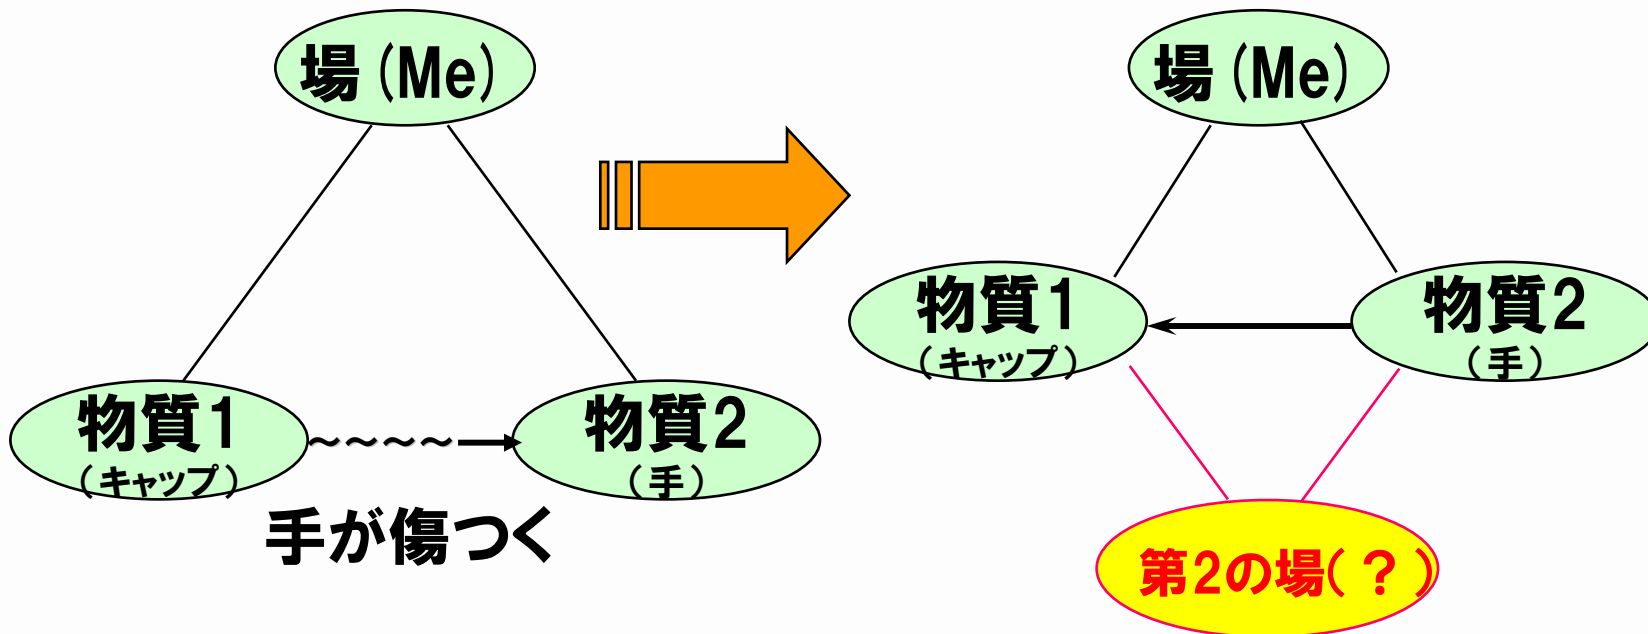 場(Me)
物質1
(キャップ)
~~~~
物質2
(手)
手が傷つく
場(Me)
物質1
(キャップ)
物質2
(手)
第2の場(?)